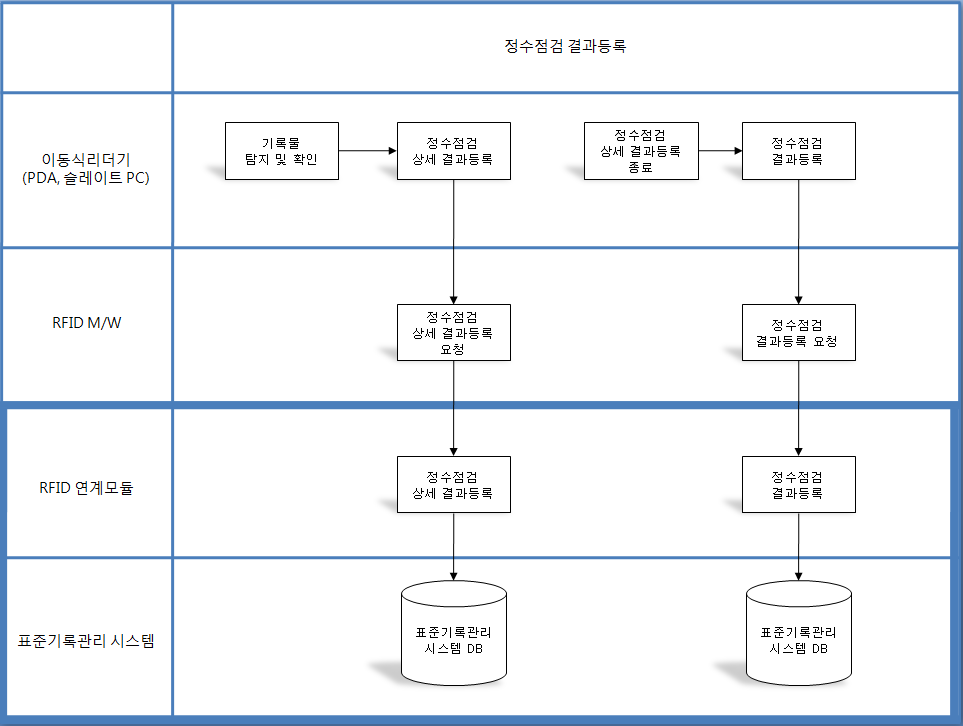 정수점검 결과등록
이동식리더기
(PDA, 슬레이트 PC)
기록물
탐지 및 확인
정수점검
상세 결과등록
정수점검
상세 결과등록
종료
정수점검
결과등록
RFID M/W
정수점검
상세 결과등록
요청
정수점검
결과등록 요청
RFID 연계모듈
정수점검
상세 결과등록
정수점검
결과등록
표준기록관리 시스템
표준기록관리
시스템 DB
표준기록관리
시스템 DB